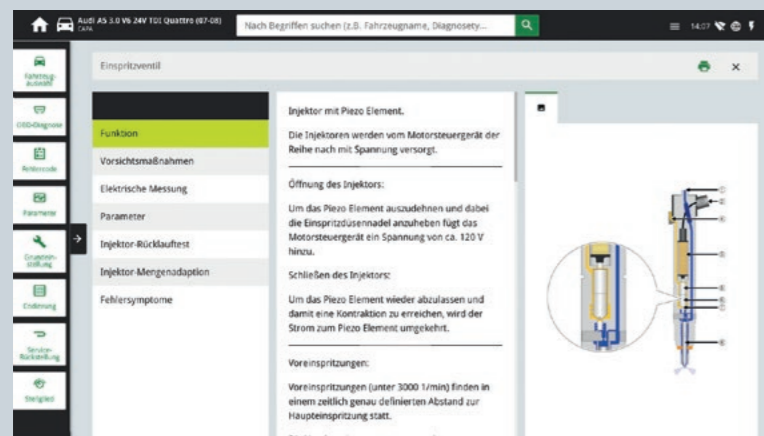 Audi A5 3.0 V6 24V TDI Quattro (07-08)
CAPA
Nach Begriffen suchen (z.B. Fahrzeugname, Diagnosety...
14:07
Fahrzeug-
auswahl
OBD-Diagnose
Fehlercode
Parameter
Grundein-
stellung
Codierung
Service-
Rückstellung
Stellglied
Einspritzventil
Funktion
Vorsichtsmaßnahmen
Elektrische Messung
Parameter
Injektor-Rücklauftest
Injektor-Mengenadaption
Fehlersymptome
Injektor mit Piezo Element.
Die Injektoren werden vom Motorsteuergerät der
Reihe nach mit Spannung versorgt.
Öffnung des Injektors:
Um das Piezo Element auszudehnen und dabei
die Einspritzdüsennadel anzuheben fügt das
Motorsteuergerät ein Spannung von ca. 120 V
hinzu.
Schließen des Injektors:
Um das Piezo Element wieder abzulassen und
damit eine Kontraktion zu erreichen, wird der
Strom zum Piezo Element umgekehrt.
Voreinspritzungen:
Voreinspritzungen (unter 3000 1/min) finden in
einem zeitlich genau definierten Abstand zur
Haupteinspritzung statt.